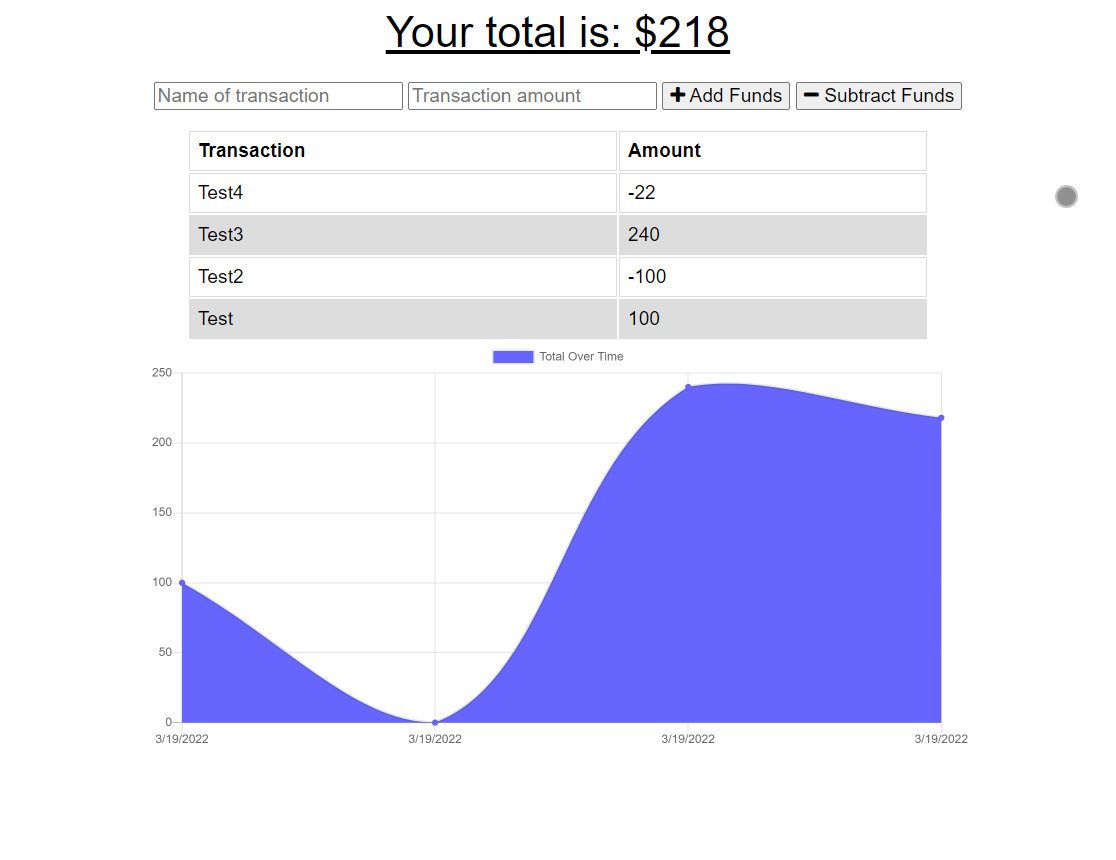 Your total is: $218
Name of transaction Transaction amount Add Funds Subtract Funds
Transaction Amount
Test4 -22
Test3 240
Test2 -100
Test 100
Total Over Time
250
200
150
100
50
0
3/19/2022 3/19/2022 3/19/2022 3/19/2022